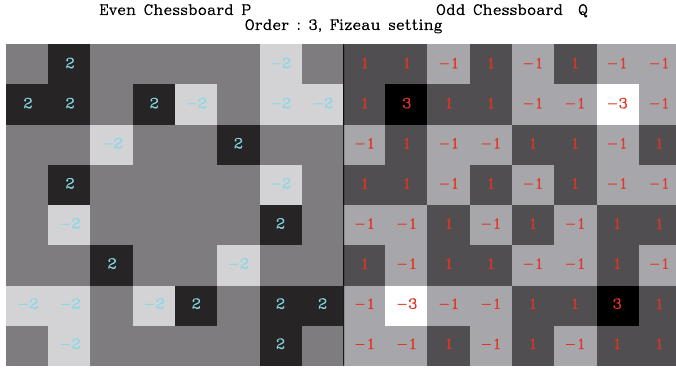 Even Chessboard P Odd Chessboard Q
Order : 3, Fizeau setting
2 −2 1 1 −1 1 −1 1 −1 −1
2 2 2 −2 −2 −2 1 3 1 1 −1 −1 −3 −1
−2 2 −1 1 −1 −1 1 1 −1 1
2 −2 1 1 −1 1 −1 1 −1 −1
−2 2 −1 −1 1 −1 1 −1 1 1
2 −2 1 −1 1 1 −1 −1 1 −1
−2 −2 −2 2 2 2 −1 −3 −1 −1 1 1 3 1
−2 2 −1 −1 1 −1 1 −1 1 1